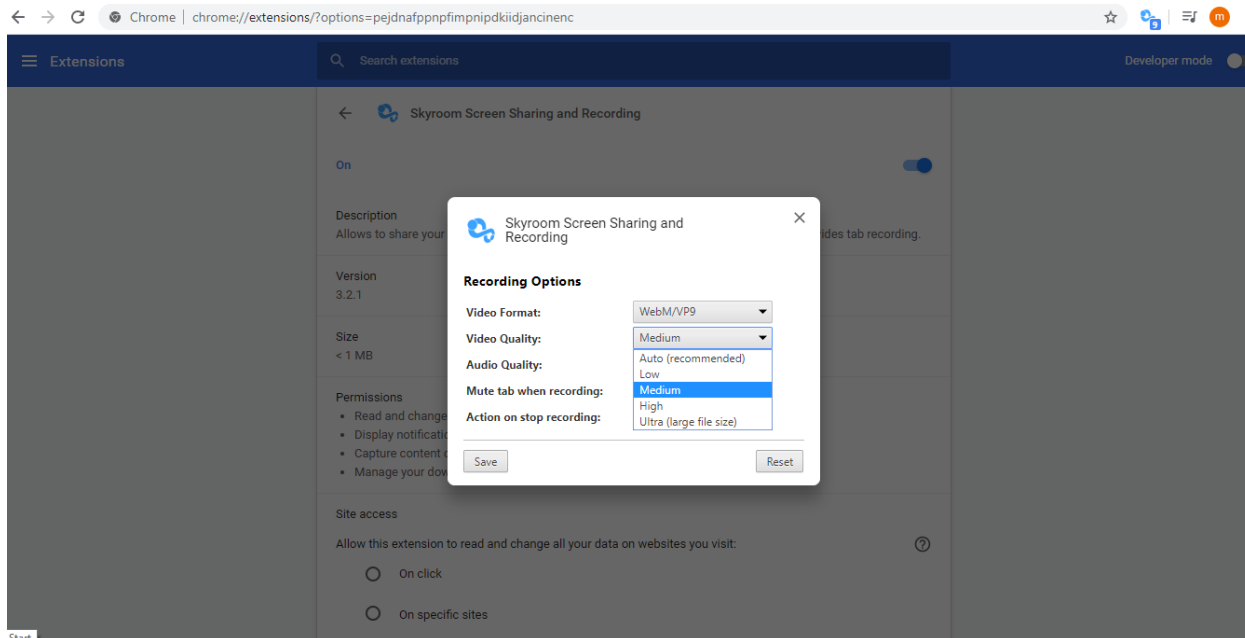 Chrome | chrome://extensions/?options=pejdnafppnpfimpnipdkiidjancinenc
9
m
Extensions
Search extensions
Developer mode
Skyroom Screen Sharing and Recording
On
Description
Allows to share your
ides tab recording.
Version
3.2.1
Size
< 1 MB
Permissions
• Read and change
• Display notificatio
• Capture content o
• Manage your dow
Skyroom Screen Sharing and
Recording
Recording Options
Video Format:
WebM/VP9
Video Quality:
Medium
Audio Quality:
Mute tab when recording:
Action on stop recording:
Auto (recommended)
Low
Medium
High
Ultra (large file size)
Save
Reset
Site access
Allow this extension to read and change all your data on websites you visit:
On click
On specific sites
Start